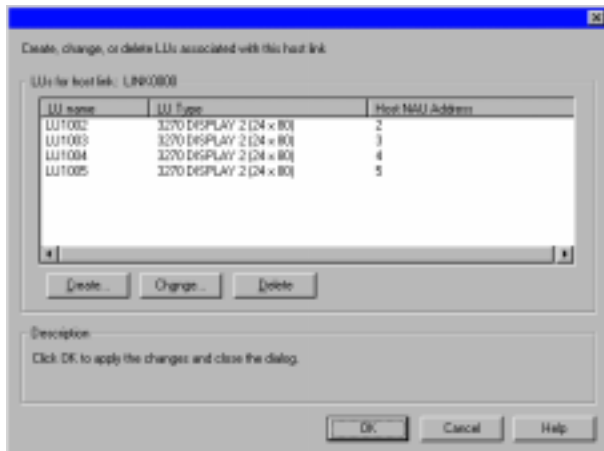 Create, change, or delete LUs associated with this host link
LUs for host link: LINK0000
LU name LU Type Host NAU Address
LU1002 3270 DISPLAY 2 (24 x 80) 2
LU1003 3270 DISPLAY 2 (24 x 80) 3
LU1004 3270 DISPLAY 2 (24 x 80) 4
LU1005 3270 DISPLAY 2 (24 x 80) 5
Create... Change... Delete
Description
Click OK to apply the changes and close the dialog.
OK Cancel Help